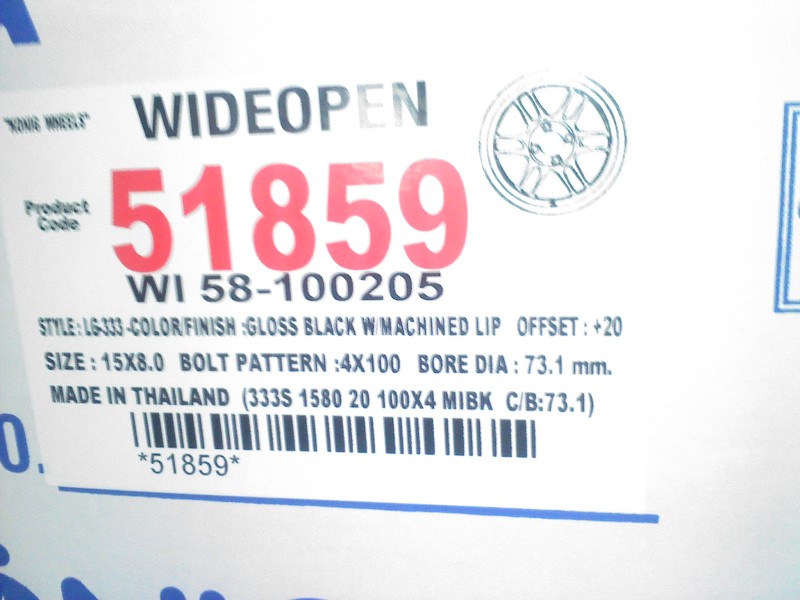 WIDEOPEN
"KONIG WHEELS"
Product
Code
51859
WI 58-100205
STYLE : LG-333 -COLOR/FINISH :GLOSS BLACK W/MACHINED LIP OFFSET : +20
SIZE : 15X8.0 BOLT PATTERN :4X100 BORE DIA : 73.1 mm.
MADE IN THAILAND (333S 1580 20 100X4 MIBK C/B:73.1)
*51859*